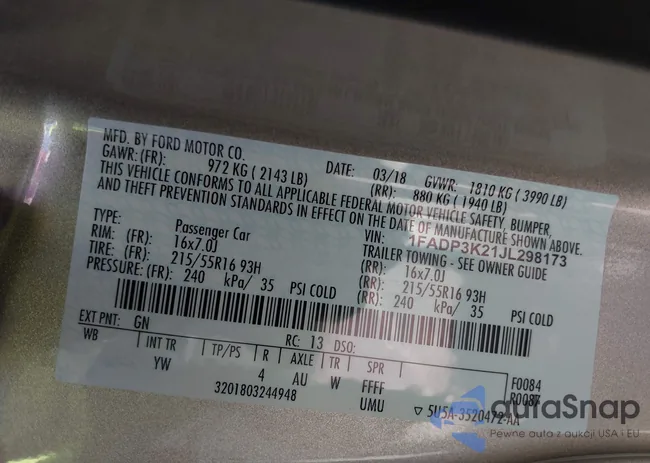 MFD. BY FORD MOTOR CO.
DATE: 03/18 GVWR: 1810 KG ( 3990 LB)
GAWR: (FR): 972 KG ( 2143 LB) (RR): 880 KG ( 1940 LB)
THIS VEHICLE CONFORMS TO ALL APPLICABLE FEDERAL MOTOR VEHICLE SAFETY, BUMPER,
AND THEFT PREVENTION STANDARDS IN EFFECT ON THE DATE OF MANUFACTURE SHOWN ABOVE.
VIN: 1FADP3K21JL298173
TYPE: Passenger Car TRAILER TOWING - SEE OWNER GUIDE
RIM: (FR): 16x7.0J (RR): 16x7.0J
TIRE: (FR): 215/55R16 93H (RR): 215/55R16 93H
PRESSURE: (FR): 240 kPa/ 35 PSI COLD (RR): 240 kPa/ 35 PSI COLD
EXT PNT: GN RC: 13 DSO: F0084
WB INT TR TP/PS R AXLE TR SPR R0087
YW 4 AU W FFFF
3201803244948 UMU ▽ 5U5A-3520472-AA
autaSnap
Pewne auta z aukcji USA i EU